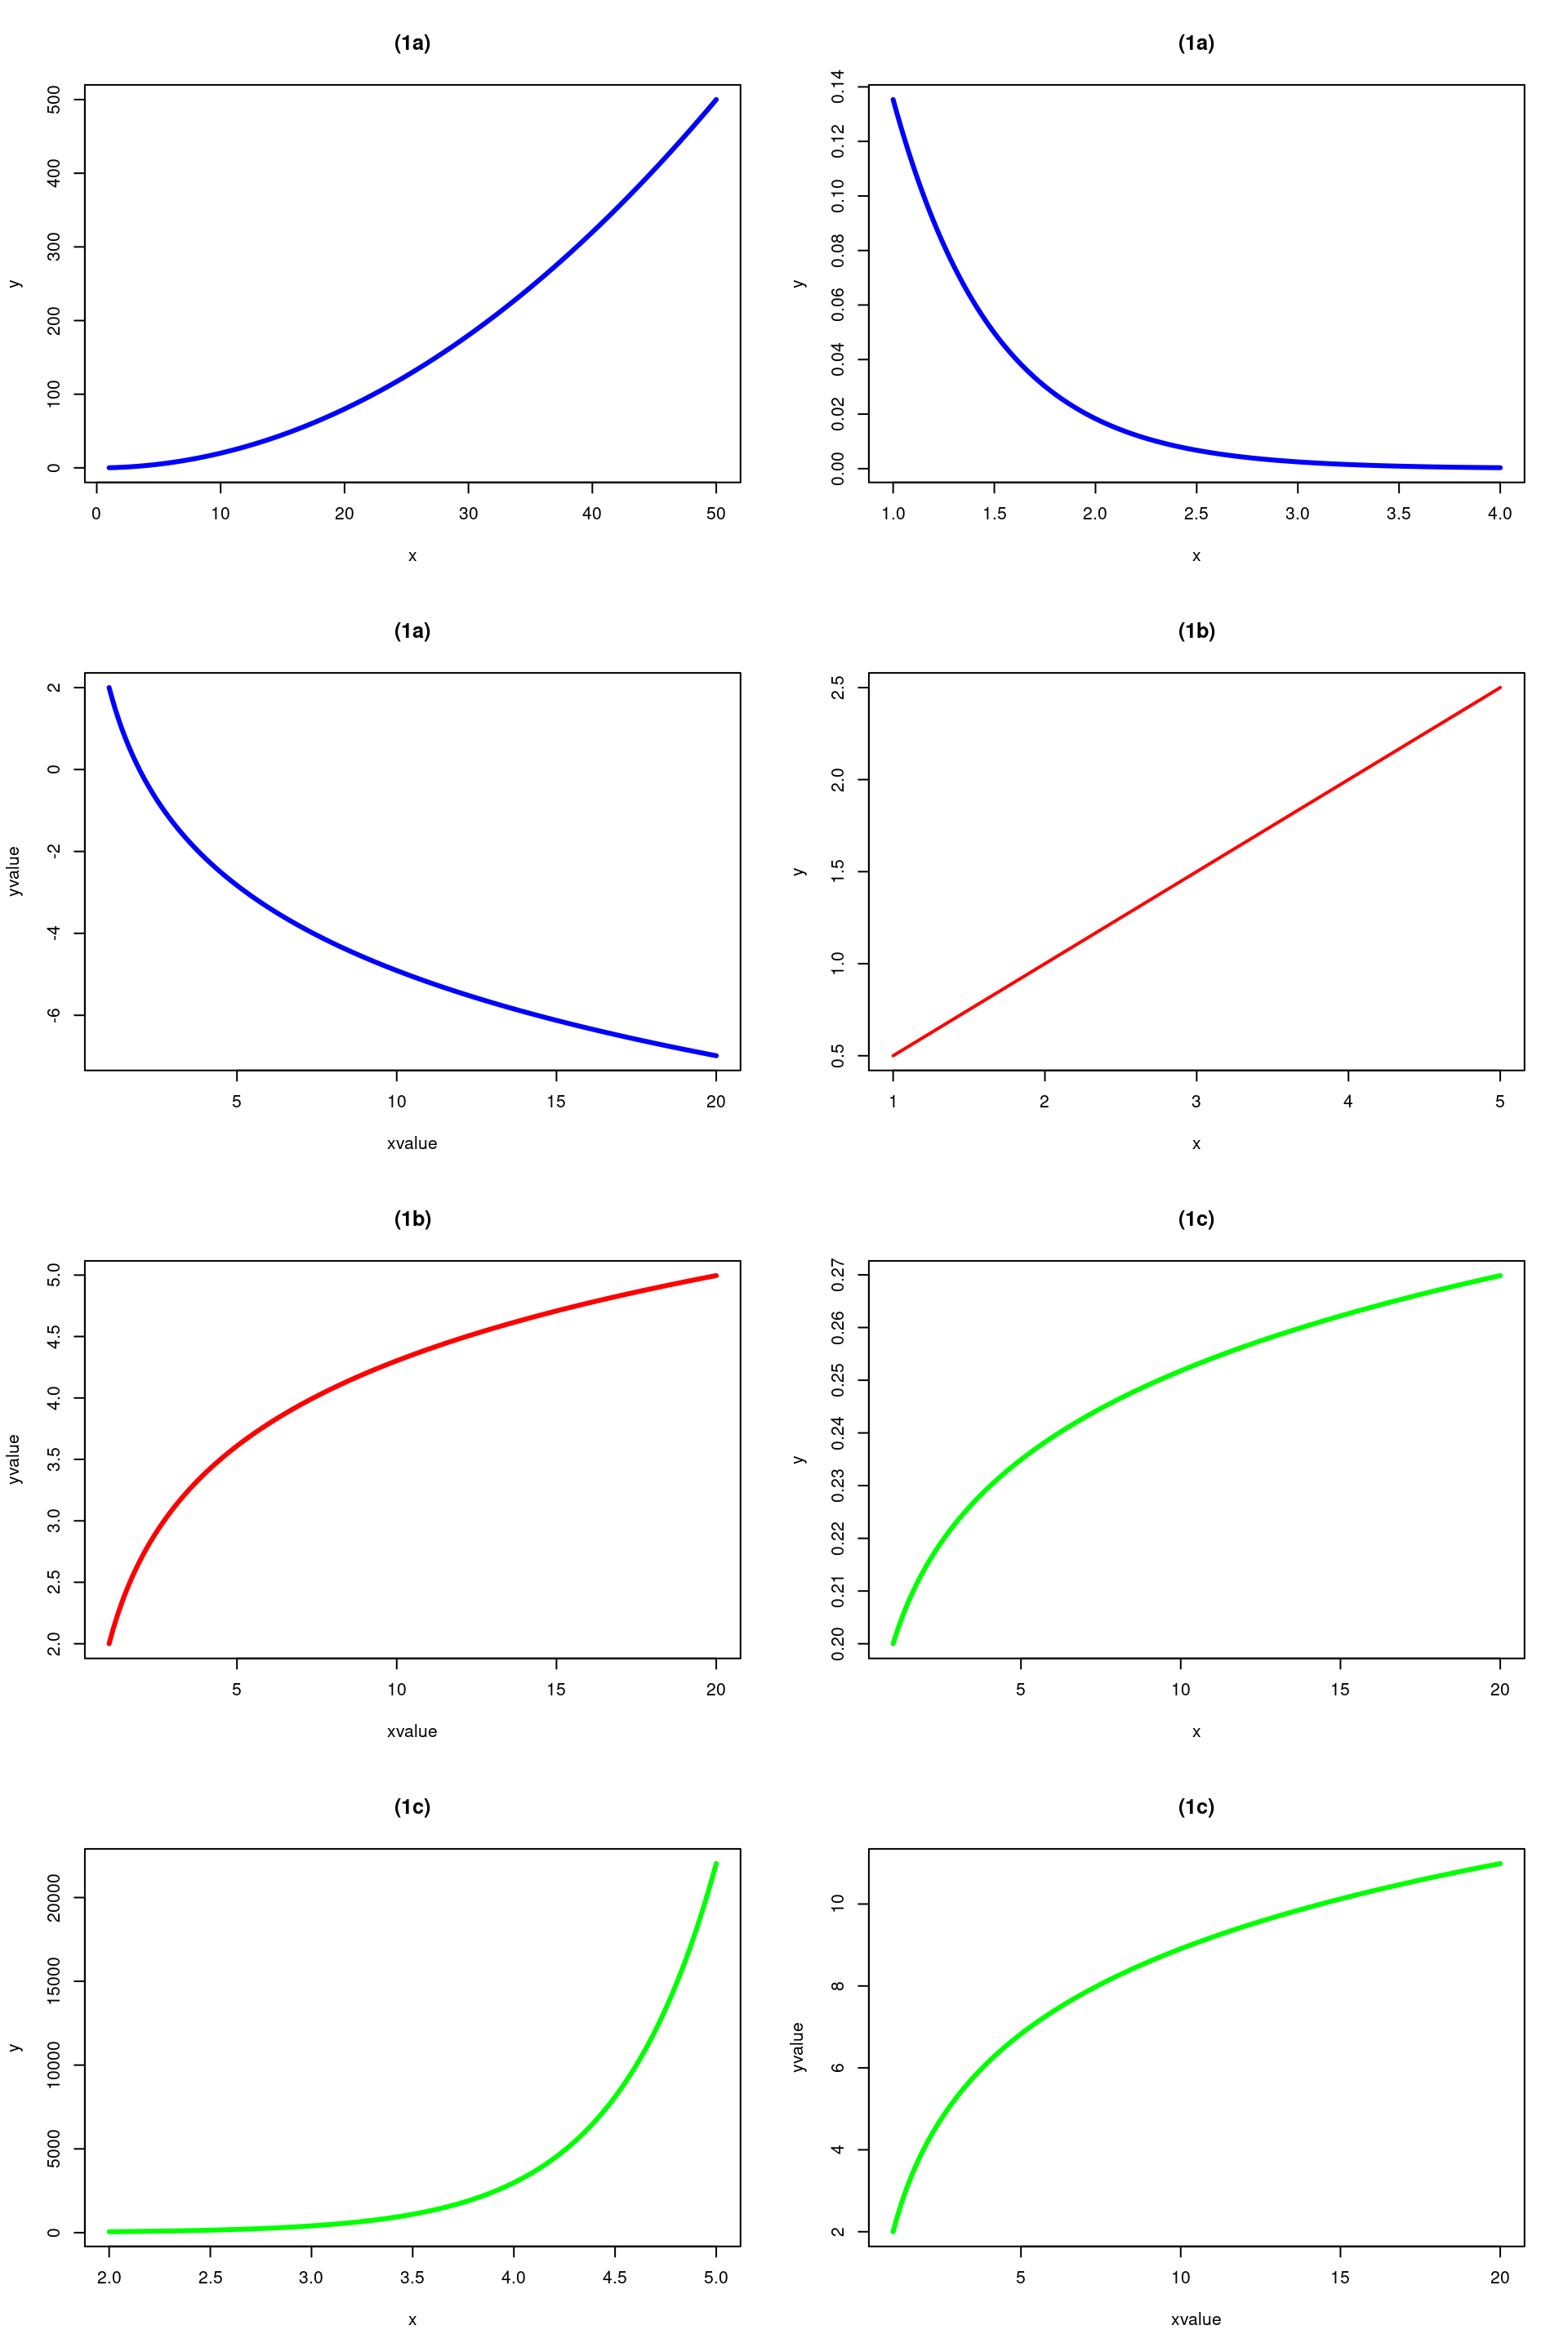 (1a)
y
500
400
300
200
100
0
0 10 20 30 40 50
x
(1a)
y
0.14
0.12
0.10
0.08
0.06
0.04
0.02
0.00
1.0 1.5 2.0 2.5 3.0 3.5 4.0
x
(1a)
yvalue
2
0
-2
-4
-6
5 10 15 20
xvalue
(1b)
y
2.5
2.0
1.5
1.0
0.5
1 2 3 4 5
x
(1b)
yvalue
5.0
4.5
4.0
3.5
3.0
2.5
2.0
5 10 15 20
xvalue
(1c)
y
0.27
0.26
0.25
0.24
0.23
0.22
0.21
0.20
5 10 15 20
x
(1c)
y
20000
15000
10000
5000
0
2.0 2.5 3.0 3.5 4.0 4.5 5.0
x
(1c)
yvalue
10
8
6
4
2
5 10 15 20
xvalue